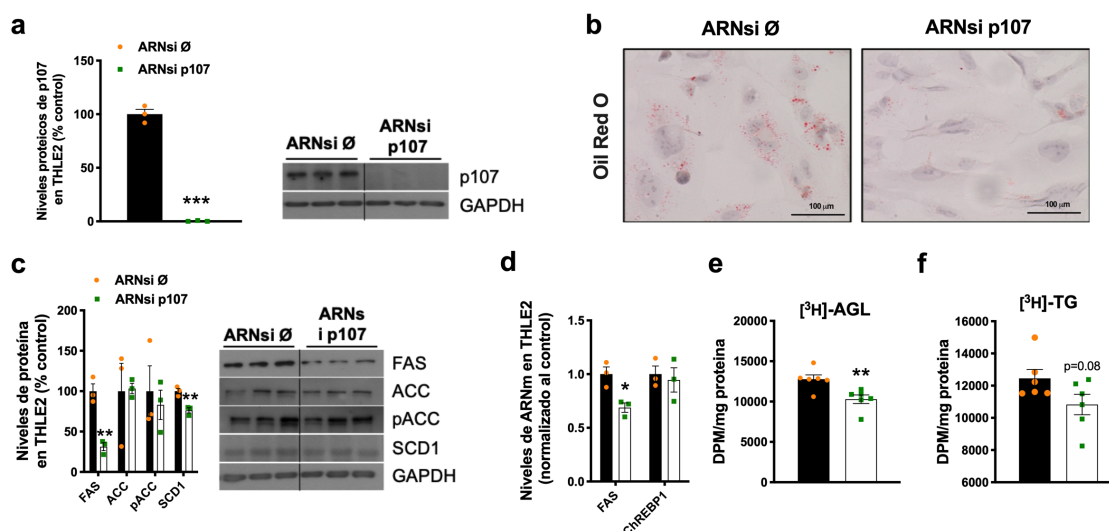 a
ARNsi Ø
ARNsi p107
Niveles proteicos de p107
en THLE2 (% control)
150
100
50
0
***
ARNsi Ø
ARNsi
p107
p107
GAPDH
b
ARNsi Ø
ARNsi p107
Oil Red O
100 µm
100 µm
c
ARNsi Ø
ARNsi p107
Niveles de proteína
en THLE2 (% control)
200
150
100
50
0
**
**
FAS
ACC
pACC
SCD1
ARNsi Ø
ARNs
i p107
FAS
ACC
pACC
SCD1
GAPDH
d
Niveles de ARNm en THLE2
(normalizado al control)
1.5
1.0
0.5
0.0
*
FAS
ChREBP1
e
[³H]-AGL
DPM/mg proteina
20000
15000
10000
5000
0
**
f
[³H]-TG
DPM/mg proteina
16000
14000
12000
10000
8000
6000
p=0.08